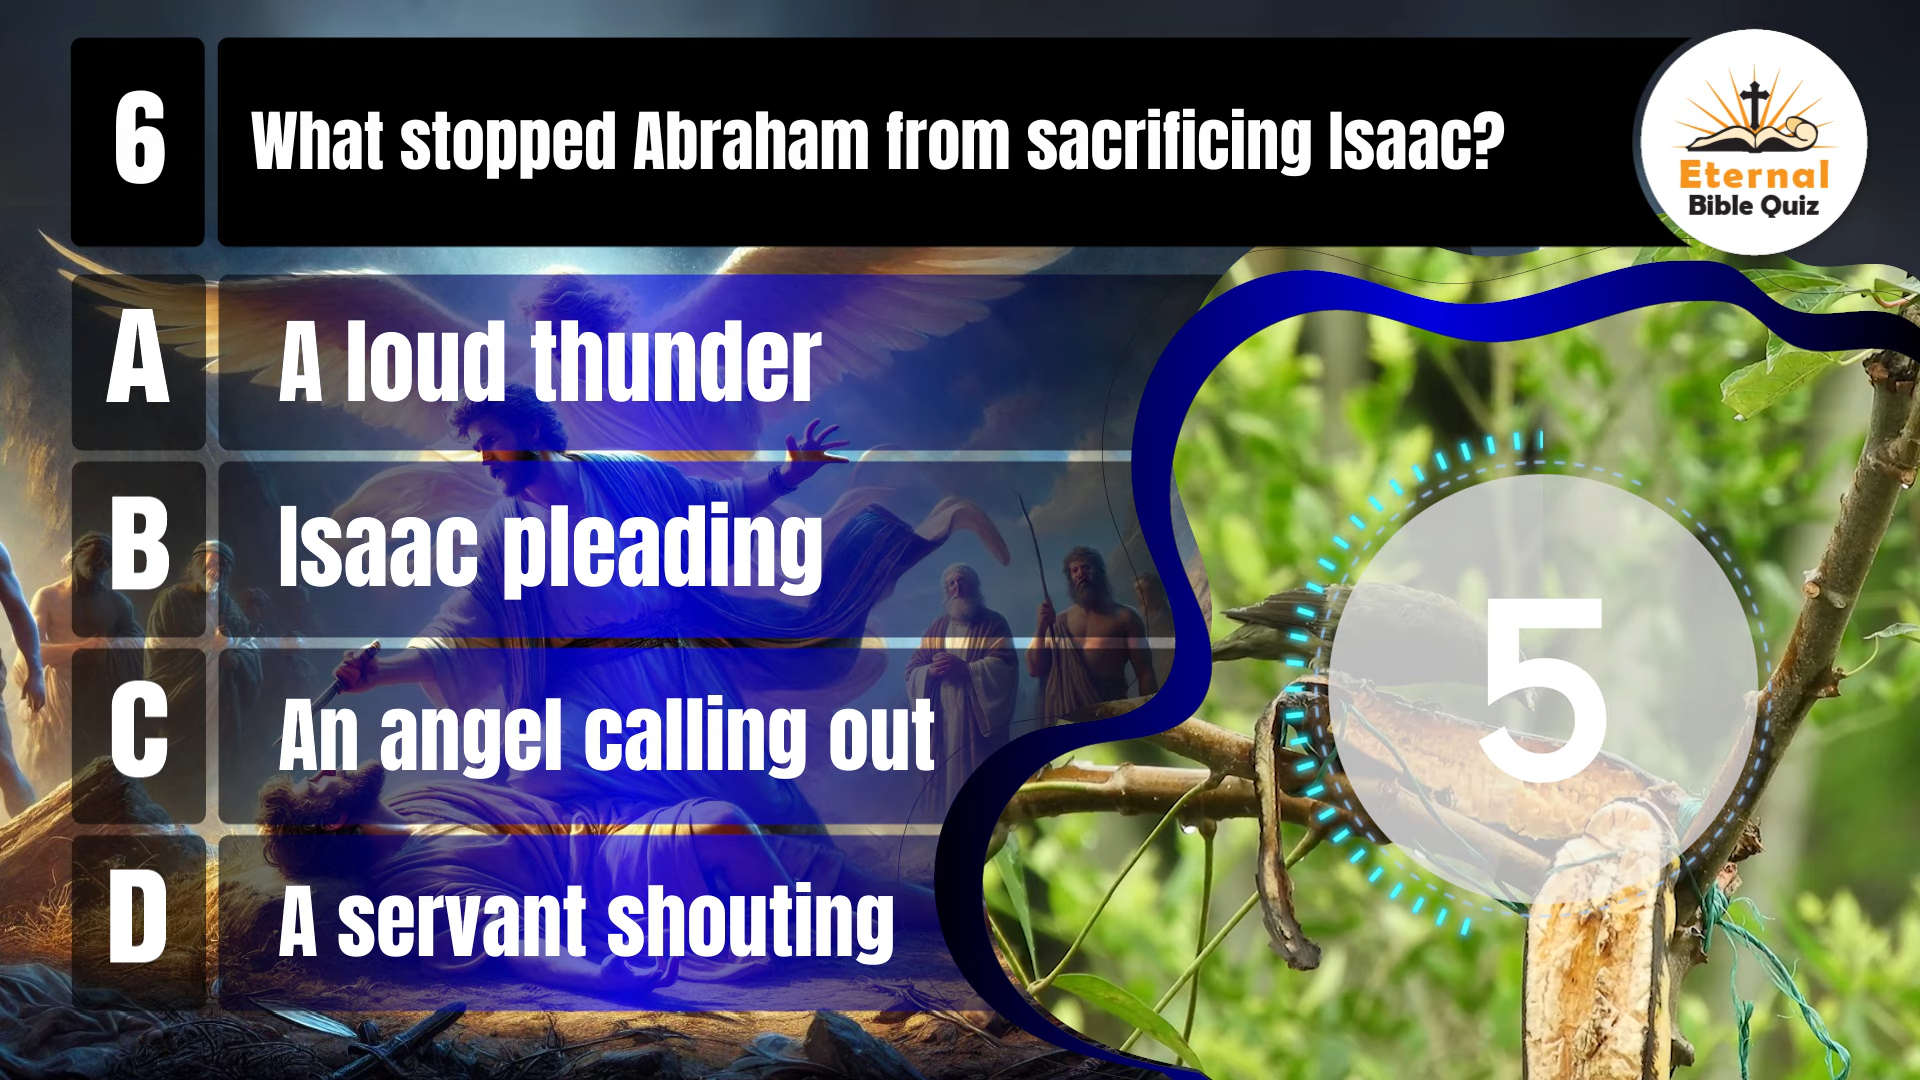 6
What stopped Abraham from sacrificing Isaac?
Eternal
Bible Quiz
A
A loud thunder
B
Isaac pleading
C
An angel calling out
D
A servant shouting
5